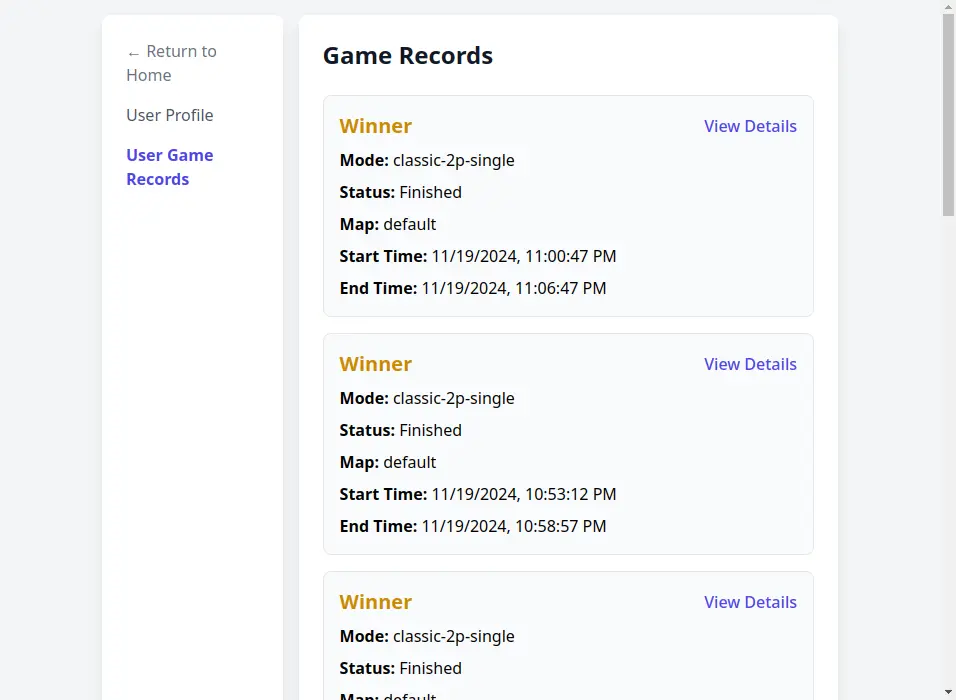 ← Return to
Home
User Profile
User Game
Records
Game Records
Winner
View Details
Mode: classic-2p-single
Status: Finished
Map: default
Start Time: 11/19/2024, 11:00:47 PM
End Time: 11/19/2024, 11:06:47 PM
Winner
View Details
Mode: classic-2p-single
Status: Finished
Map: default
Start Time: 11/19/2024, 10:53:12 PM
End Time: 11/19/2024, 10:58:57 PM
Winner
View Details
Mode: classic-2p-single
Status: Finished
Map: default